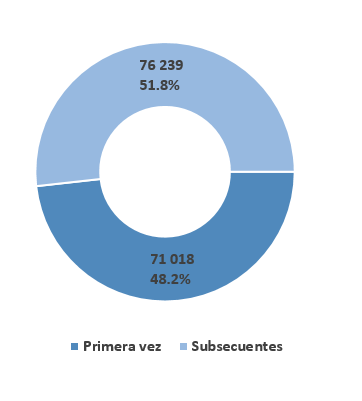 76 239
51.8%
71 018
48.2%
Primera vez
Subsecuentes